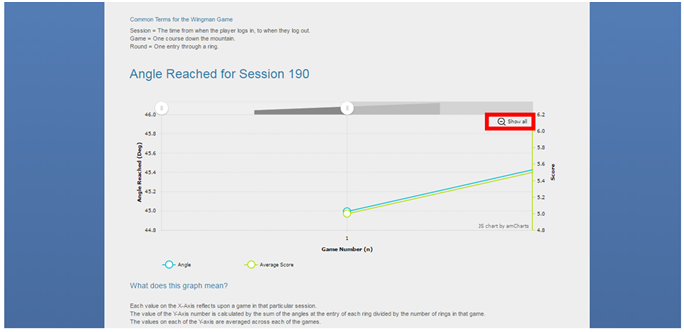 Common Terms for the Wingman Game
Session = The time from when the player logs in, to when they log out.
Game = One course down the mountain.
Round = One entry through a ring.
Angle Reached for Session 190
Show all
46.0
45.8
45.6
45.4
45.2
45.0
44.8
Angle Reached (Deg)
6.2
6.0
5.8
5.6
5.4
5.2
5.0
4.8
Score
JS chart by amCharts
1
Game Number (n)
Angle
Average Score
What does this graph mean?
Each value on the X-Axis reflects upon a game in that particular session.
The value of the Y-Axis number is calculated by the sum of the angles at the entry of each ring divided by the number of rings in that game.
The values on each of the Y-axis are averaged across each of the games.